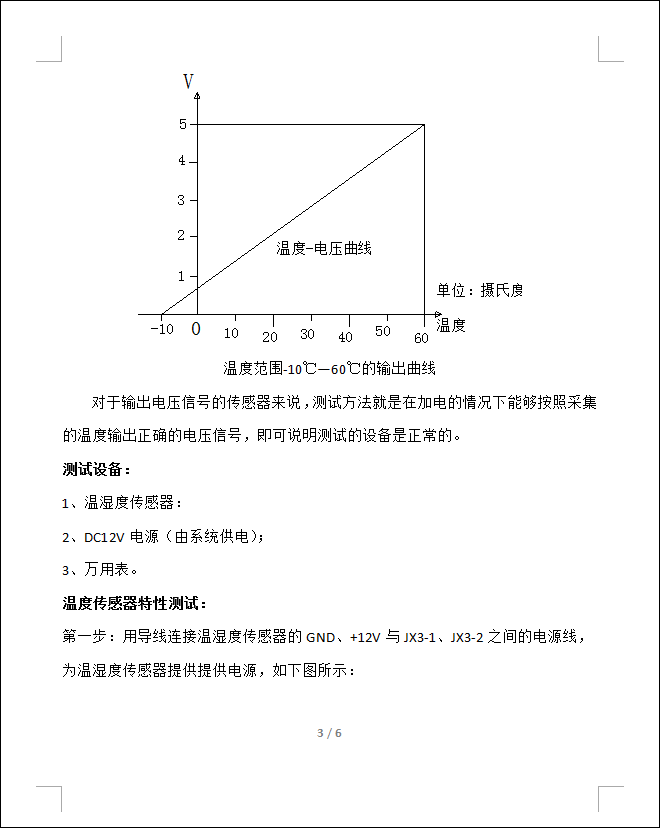 V
5
4
3
2
1
温度-电压曲线
单位：摄氏度
-10 0 10 20 30 40 50 60 温度
温度范围-10℃—60℃的输出曲线
对于输出电压信号的传感器来说，测试方法就是在加电的情况下能够按照采集
的温度输出正确的电压信号，即可说明测试的设备是正常的。
测试设备：
1、温湿度传感器：
2、DC12V 电源（由系统供电）；
3、万用表。
温度传感器特性测试：
第一步：用导线连接温湿度传感器的 GND、+12V 与 JX3-1、JX3-2 之间的电源线，
为温湿度传感器提供提供电源，如下图所示：
3 / 6